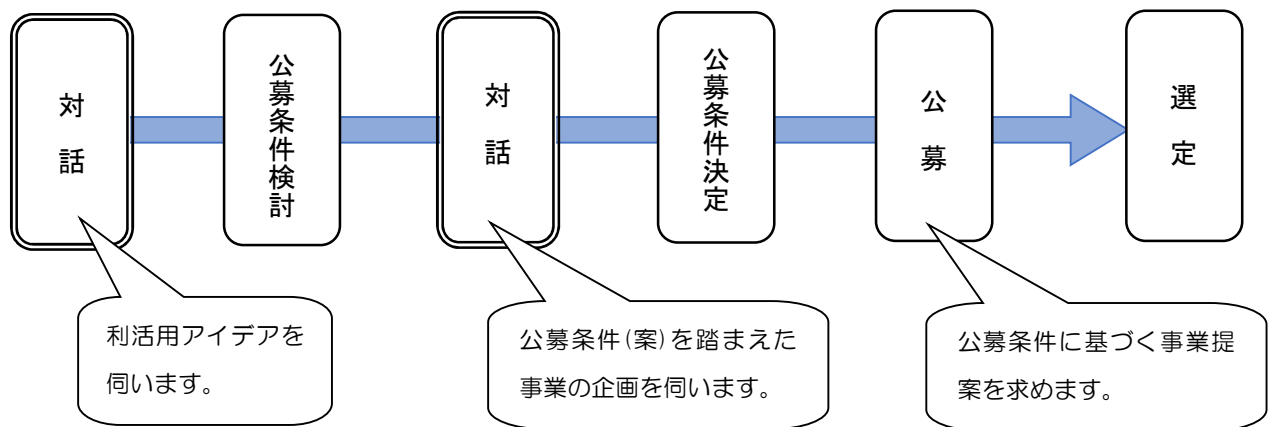 対話
公募条件検討
対話
公募条件決定
公募
選定
利活用アイデアを
伺います。
公募条件(案)を踏まえた
事業の企画を伺います。
公募条件に基づく事業提
案を求めます。